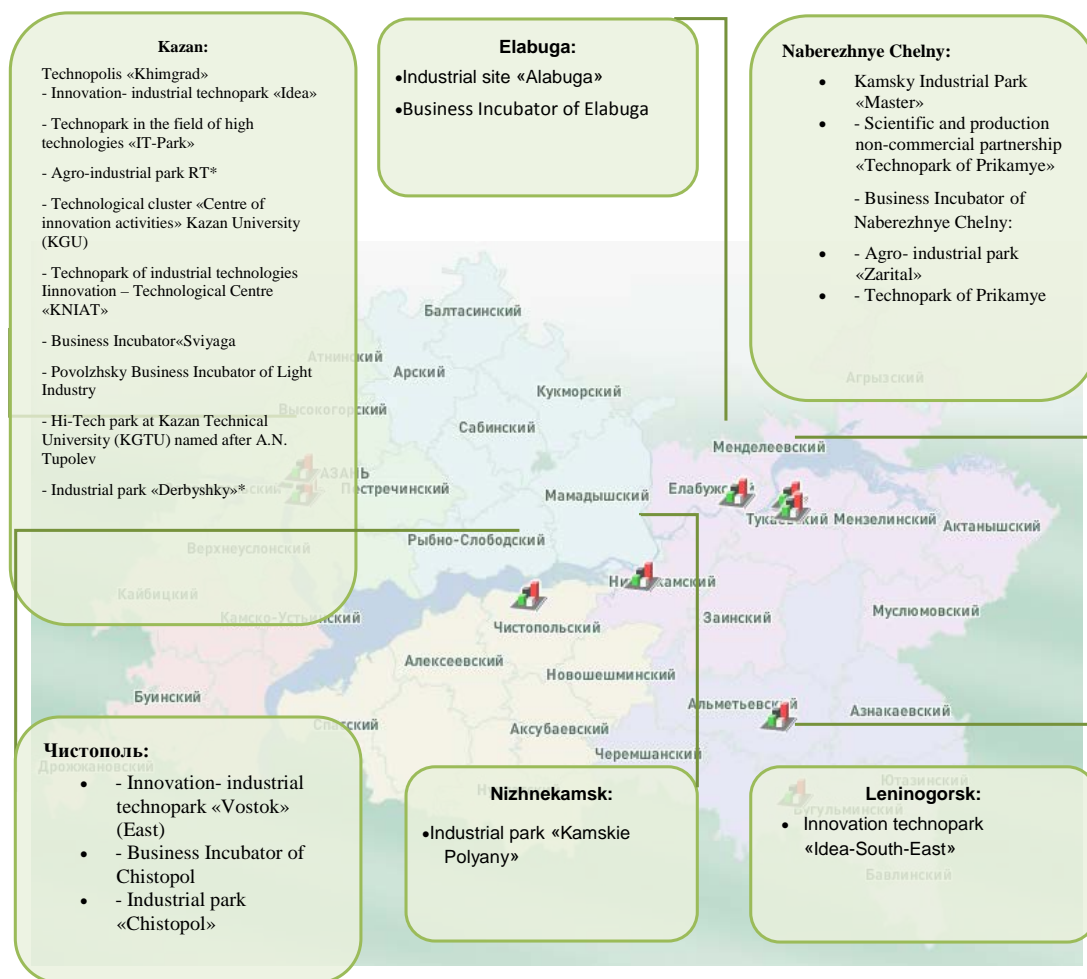 Kazan:
Technopolis «Khimgrad»
- Innovation- industrial technopark «Idea»
- Technopark in the field of high
technologies «IT-Park»
- Agro-industrial park RT*
- Technological cluster «Centre of
innovation activities» Kazan University
(KGU)
- Technopark of industrial technologies
Iinnovation – Technological Centre
«KNIAT»
- Business Incubator«Sviyaga
- Povolzhsky Business Incubator of Light
Industry
- Hi-Tech park at Kazan Technical
University (KGTU) named after A.N.
Tupolev
- Industrial park «Derbyshky»*
Elabuga:
•Industrial site «Alabuga»
•Business Incubator of Elabuga
Naberezhnye Chelny:
• Kamsky Industrial Park
«Master»
• - Scientific and production
non-commercial partnership
«Technopark of Prikamye»
- Business Incubator of
Naberezhnye Chelny:
• - Agro- industrial park
«Zarital»
• - Technopark of Prikamye
Балтасинский
Атнинский
Арский
Кукморский
Агрызский
Высокогорский
Сабинский
Менделеевский
Пестречинский
Мамадышский
Тукаевский
Мензелинский
Актанышский
Рыбно-Слободский
Верхнеуслонский
Кайбицкий
Камско-Устьинский
Чистопольский
Заинский
Муслюмовский
Алексеевский
Новошешминский
Буинский
Альметьевский
Азнакаевский
Спасский
Аксубаевский
Черемшанский
Дрожжановский
Ютазинский
Бугульминский
Бавлинский
Чистополь:
• - Innovation- industrial
technopark «Vostok»
(East)
• - Business Incubator of
Chistopol
• - Industrial park
«Chistopol»
Nizhnekamsk:
•Industrial park «Kamskie
Polyany»
Leninogorsk:
• Innovation technopark
«Idea-South-East»